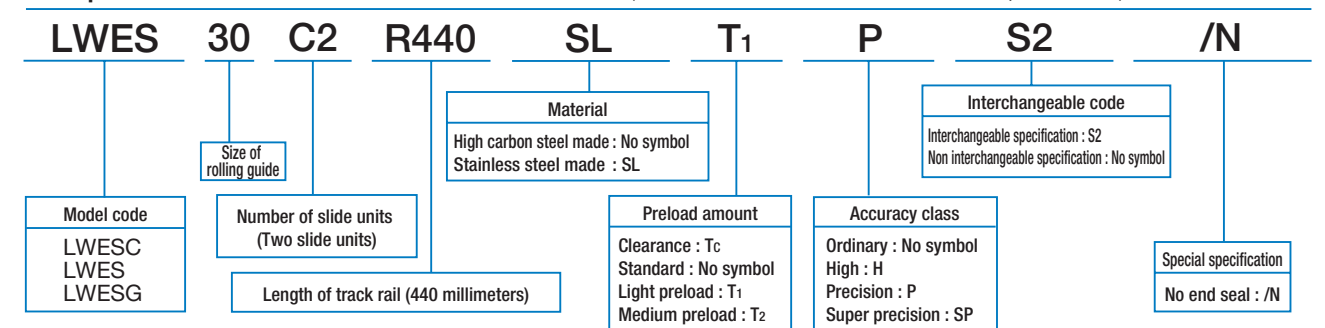 LWES 30 C2 R440 SL T1 P S2 /N
Material
High carbon steel made : No symbol
Stainless steel made : SL
Interchangeable code
Interchangeable specification : S2
Non interchangeable specification : No symbol
Size of
rolling guide
Model code
LWESC
LWES
LWESG
Number of slide units
(Two slide units)
Length of track rail (440 millimeters)
Preload amount
Clearance : Tc
Standard : No symbol
Light preload : T1
Medium preload : T2
Accuracy class
Ordinary : No symbol
High : H
Precision : P
Super precision : SP
Special specification
No end seal : /N